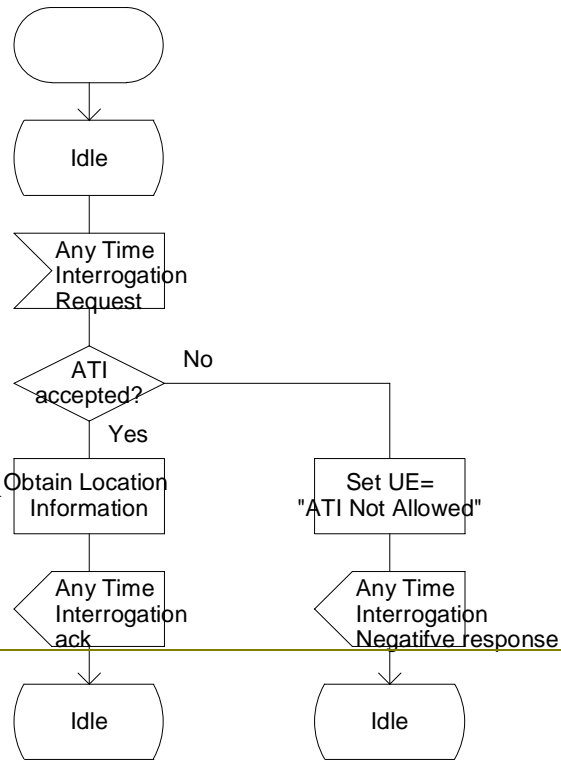 Idle
Any Time
Interrogation
Request
ATI
accepted?
No
Yes
Obtain Location
Information
Set UE=
"ATI Not Allowed"
Any Time
Interrogation
ack
Any Time
Interrogation
Negatifve response
Idle
Idle